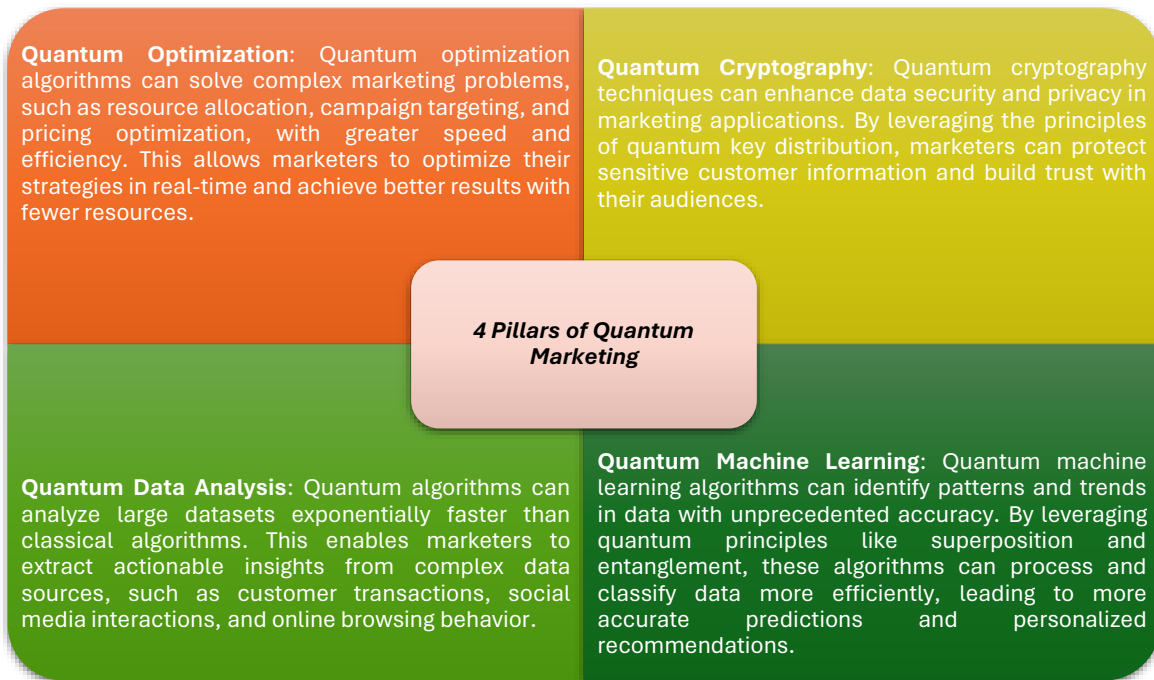 Quantum Optimization: Quantum optimization
algorithms can solve complex marketing problems,
such as resource allocation, campaign targeting, and
pricing optimization, with greater speed and
efficiency. This allows marketers to optimize their
strategies in real-time and achieve better results with
fewer resources.
Quantum Cryptography: Quantum cryptography
techniques can enhance data security and privacy in
marketing applications. By leveraging the principles
of quantum key distribution, marketers can protect
sensitive customer information and build trust with
their audiences.
4 Pillars of Quantum
Marketing
Quantum Data Analysis: Quantum algorithms can
analyze large datasets exponentially faster than
classical algorithms. This enables marketers to
extract actionable insights from complex data
sources, such as customer transactions, social
media interactions, and online browsing behavior.
Quantum Machine Learning: Quantum machine
learning algorithms can identify patterns and trends
in data with unprecedented accuracy. By leveraging
quantum principles like superposition and
entanglement, these algorithms can process and
classify data more efficiently, leading to more
accurate predictions and personalized
recommendations.